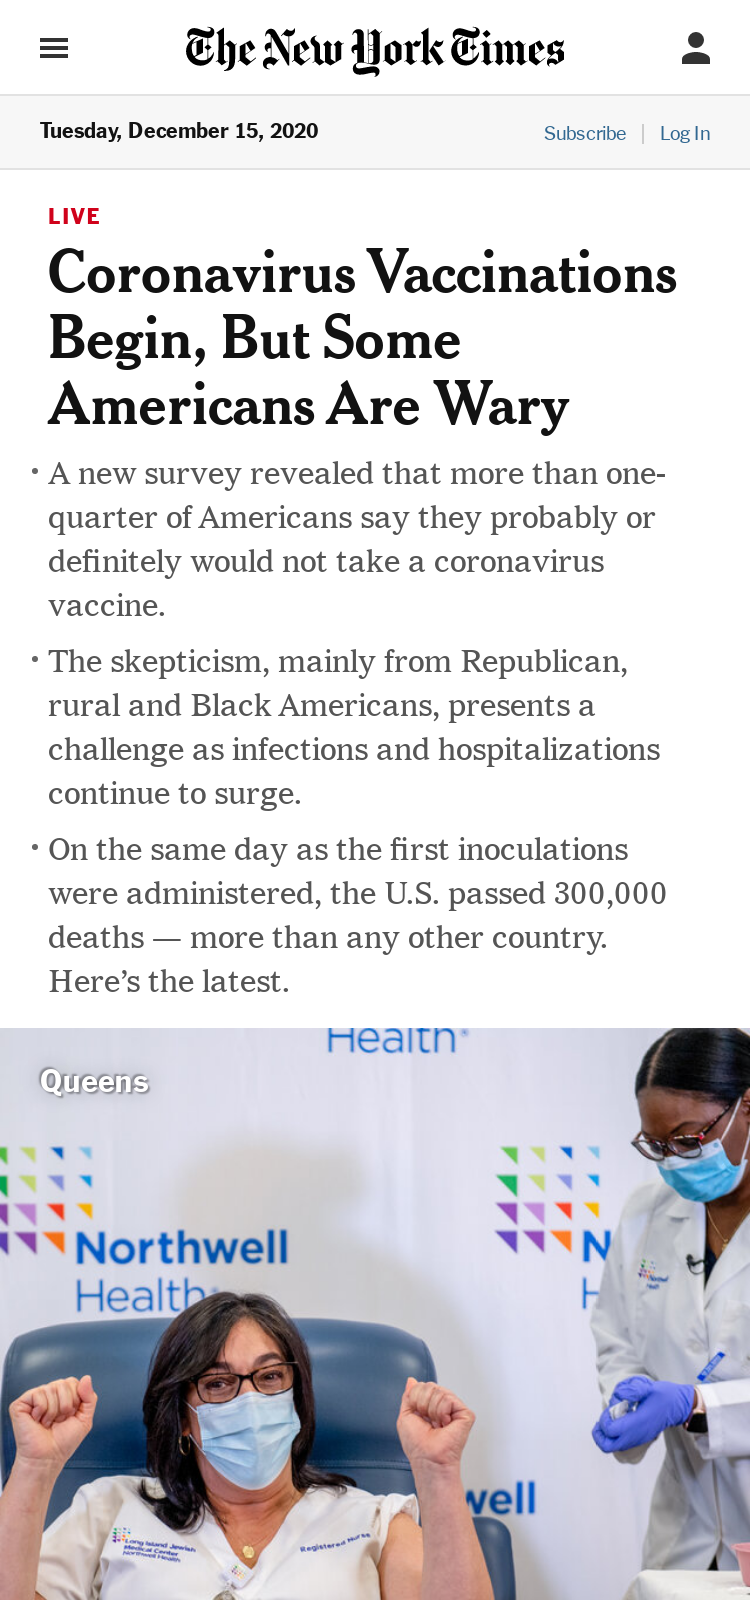 The New York Times
Tuesday, December 15, 2020
Subscribe | Log In
LIVE
Coronavirus Vaccinations
Begin, But Some
Americans Are Wary
• A new survey revealed that more than one-
quarter of Americans say they probably or
definitely would not take a coronavirus
vaccine.
• The skepticism, mainly from Republican,
rural and Black Americans, presents a
challenge as infections and hospitalizations
continue to surge.
• On the same day as the first inoculations
were administered, the U.S. passed 300,000
deaths — more than any other country.
Here’s the latest.
Health®
Queens
Northwell
Health
N
H
well
Long Island Jewish
Medical Center
Northwell Health
Registered Nurse
Northwell
Health